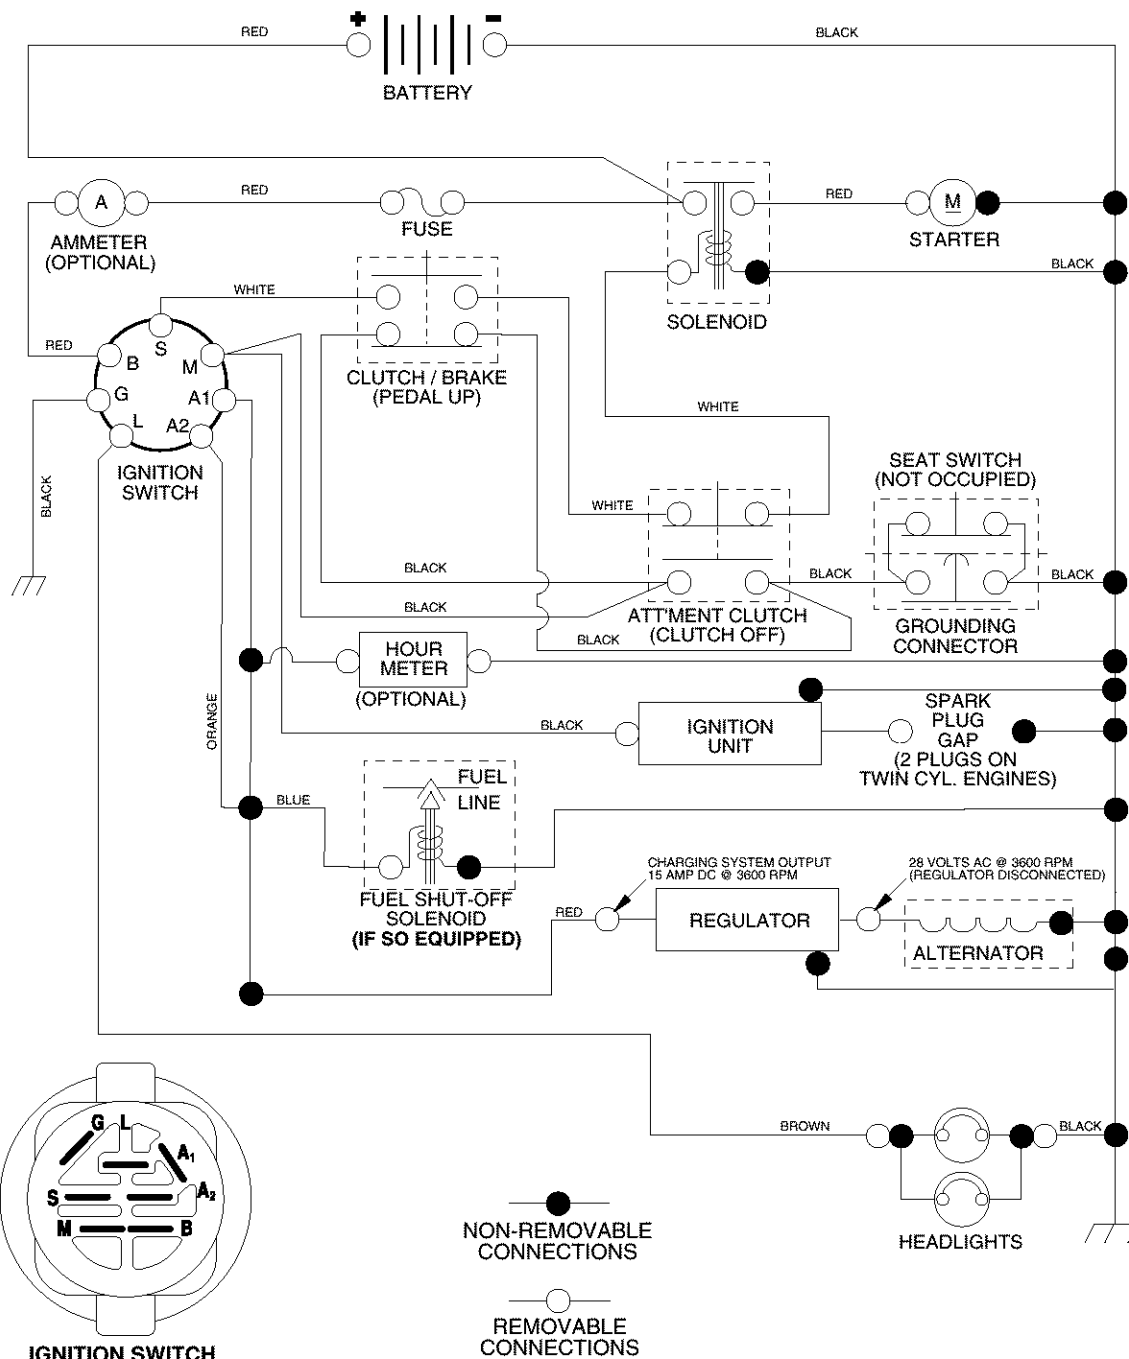 + -
RED
BLACK
BATTERY
RED
RED
A
M
FUSE
STARTER
AMMETER
(OPTIONAL)
WHITE
BLACK
SOLENOID
RED
S
B
M
G
A1
L
A2
CLUTCH / BRAKE
(PEDAL UP)
WHITE
IGNITION
SWITCH
BLACK
SEAT SWITCH
(NOT OCCUPIED)
WHITE
BLACK
BLACK
BLACK
BLACK
ATT'MENT CLUTCH
(CLUTCH OFF)
GROUNDING
CONNECTOR
BLACK
HOUR
METER
(OPTIONAL)
ORANGE
BLACK
IGNITION
UNIT
SPARK
PLUG
GAP
(2 PLUGS ON
TWIN CYL. ENGINES)
FUEL
LINE
BLUE
CHARGING SYSTEM OUTPUT
15 AMP DC @ 3600 RPM
28 VOLTS AC @ 3600 RPM
(REGULATOR DISCONNECTED)
FUEL SHUT-OFF
SOLENOID
(IF SO EQUIPPED)
RED
REGULATOR
ALTERNATOR
BROWN
BLACK
G L
A1
S
A2
M
B
NON-REMOVABLE
CONNECTIONS
HEADLIGHTS
REMOVABLE
CONNECTIONS
IGNITION SWITCH